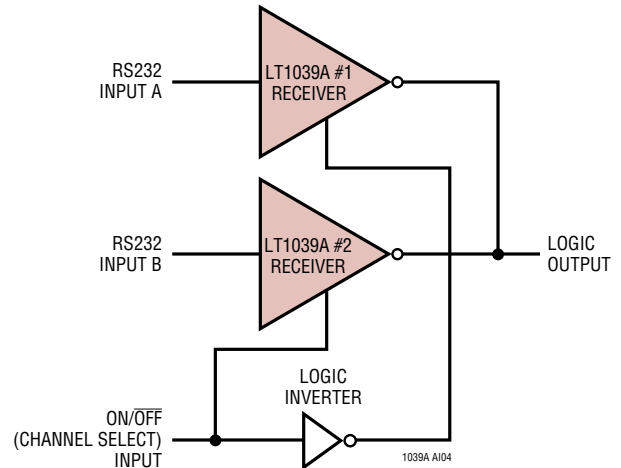 RS232
INPUT A
LT1039A #1
RECEIVER
RS232
INPUT B
LT1039A #2
RECEIVER
LOGIC
OUTPUT
LOGIC
INVERTER
ON/OFF
(CHANNEL SELECT)
INPUT
1039A AI04